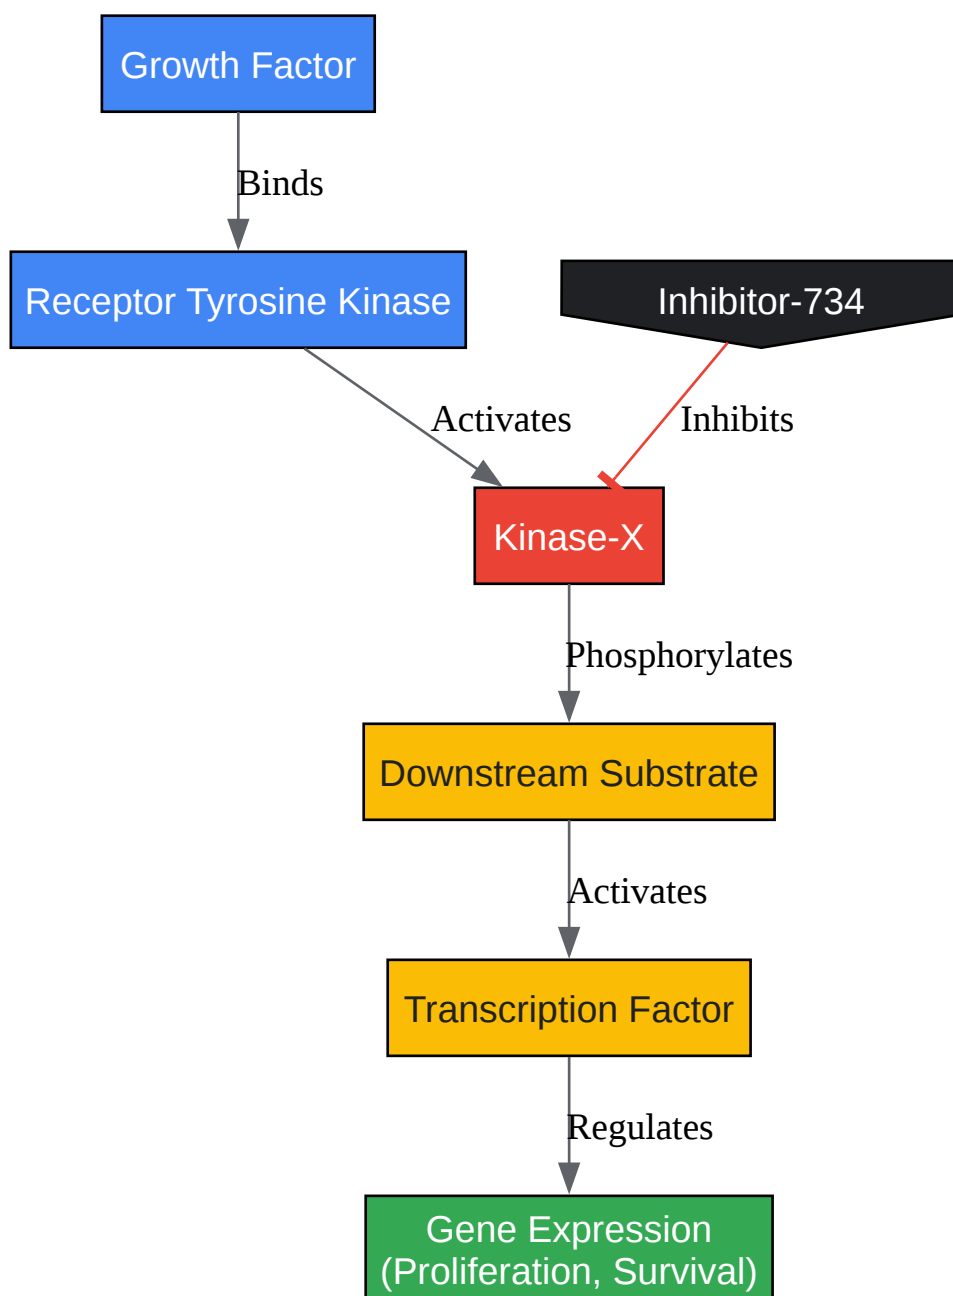 Growth Factor
Binds
Receptor Tyrosine Kinase
Inhibitor-734
Activates
Inhibits
Kinase-X
Phosphorylates
Downstream Substrate
Activates
Transcription Factor
Regulates
Gene Expression
(Proliferation, Survival)